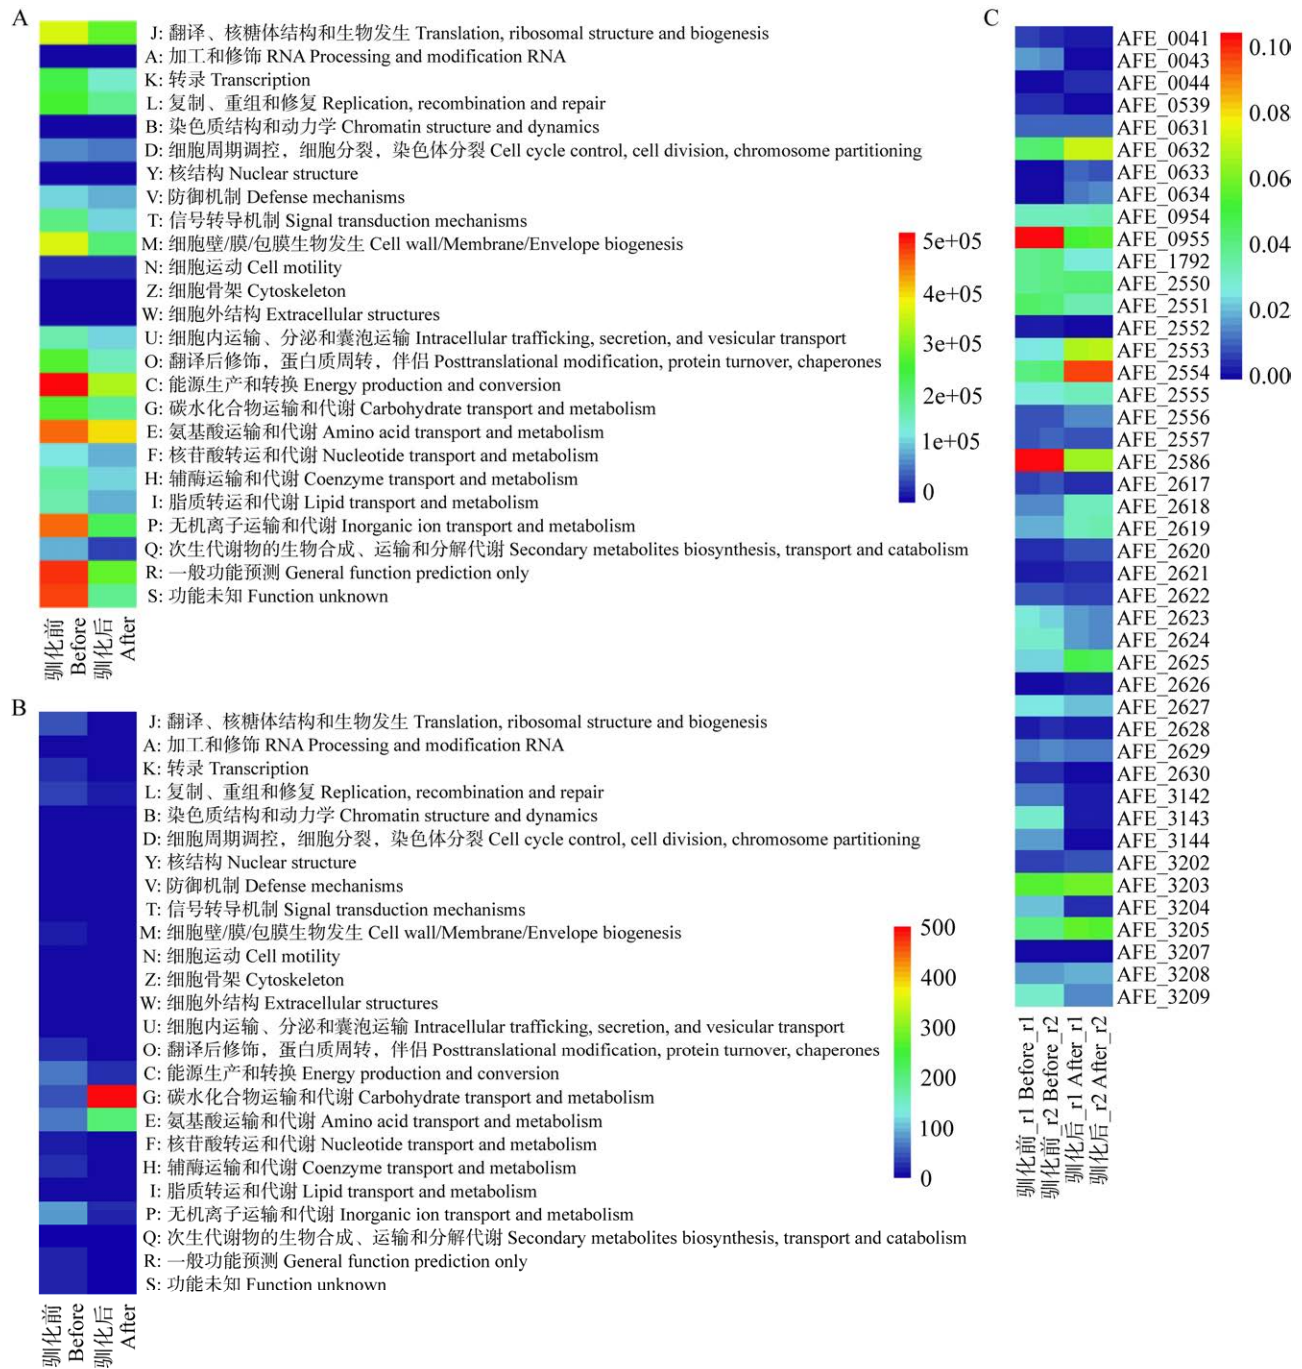 A
J: 翻译、核糖体结构和生物发生 Translation, ribosomal structure and biogenesis
A: 加工和修饰 RNA Processing and modification RNA
K: 转录 Transcription
L: 复制、重组和修复 Replication, recombination and repair
B: 染色质结构和动力学 Chromatin structure and dynamics
D: 细胞周期调控，细胞分裂，染色体分裂 Cell cycle control, cell division, chromosome partitioning
Y: 核结构 Nuclear structure
V: 防御机制 Defense mechanisms
T: 信号转导机制 Signal transduction mechanisms
M: 细胞壁/膜/包膜生物发生 Cell wall/Membrane/Envelope biogenesis
N: 细胞运动 Cell motility
Z: 细胞骨架 Cytoskeleton
W: 细胞外结构 Extracellular structures
U: 细胞内运输、分泌和囊泡运输 Intracellular trafficking, secretion, and vesicular transport
O: 翻译后修饰，蛋白质周转，伴侣 Posttranslational modification, protein turnover, chaperones
C: 能源生产和转换 Energy production and conversion
G: 碳水化合物运输和代谢 Carbohydrate transport and metabolism
E: 氨基酸运输和代谢 Amino acid transport and metabolism
F: 核苷酸转运和代谢 Nucleotide transport and metabolism
H: 辅酶运输和代谢 Coenzyme transport and metabolism
I: 脂质转运和代谢 Lipid transport and metabolism
P: 无机离子运输和代谢 Inorganic ion transport and metabolism
Q: 次生代谢物的生物合成、运输和分解代谢 Secondary metabolites biosynthesis, transport and catabolism
R: 一般功能预测 General function prediction only
S: 功能未知 Function unknown
驯化前
Before
驯化后
After
5e+05
4e+05
3e+05
2e+05
1e+05
0
B
J: 翻译、核糖体结构和生物发生 Translation, ribosomal structure and biogenesis
A: 加工和修饰 RNA Processing and modification RNA
K: 转录 Transcription
L: 复制、重组和修复 Replication, recombination and repair
B: 染色质结构和动力学 Chromatin structure and dynamics
D: 细胞周期调控，细胞分裂，染色体分裂 Cell cycle control, cell division, chromosome partitioning
Y: 核结构 Nuclear structure
V: 防御机制 Defense mechanisms
T: 信号转导机制 Signal transduction mechanisms
M: 细胞壁/膜/包膜生物发生 Cell wall/Membrane/Envelope biogenesis
N: 细胞运动 Cell motility
Z: 细胞骨架 Cytoskeleton
W: 细胞外结构 Extracellular structures
U: 细胞内运输、分泌和囊泡运输 Intracellular trafficking, secretion, and vesicular transport
O: 翻译后修饰，蛋白质周转，伴侣 Posttranslational modification, protein turnover, chaperones
C: 能源生产和转换 Energy production and conversion
G: 碳水化合物运输和代谢 Carbohydrate transport and metabolism
E: 氨基酸运输和代谢 Amino acid transport and metabolism
F: 核苷酸转运和代谢 Nucleotide transport and metabolism
H: 辅酶运输和代谢 Coenzyme transport and metabolism
I: 脂质转运和代谢 Lipid transport and metabolism
P: 无机离子运输和代谢 Inorganic ion transport and metabolism
Q: 次生代谢物的生物合成、运输和分解代谢 Secondary metabolites biosynthesis, transport and catabolism
R: 一般功能预测 General function prediction only
S: 功能未知 Function unknown
驯化前
Before
驯化后
After
500
400
300
200
100
0
C
AFE_0041
AFE_0043
AFE_0044
AFE_0539
AFE_0631
AFE_0632
AFE_0633
AFE_0634
AFE_0954
AFE_0955
AFE_1792
AFE_2550
AFE_2551
AFE_2552
AFE_2553
AFE_2554
AFE_2555
AFE_2556
AFE_2557
AFE_2586
AFE_2617
AFE_2618
AFE_2619
AFE_2620
AFE_2621
AFE_2622
AFE_2623
AFE_2624
AFE_2625
AFE_2626
AFE_2627
AFE_2628
AFE_2629
AFE_2630
AFE_3142
AFE_3143
AFE_3144
AFE_3202
AFE_3203
AFE_3204
AFE_3205
AFE_3207
AFE_3208
AFE_3209
驯化前_r1 Before_r1
驯化前_r2 Before_r2
驯化后_r1 After_r1
驯化后_r2 After_r2
0.10
0.08
0.06
0.04
0.02
0.00